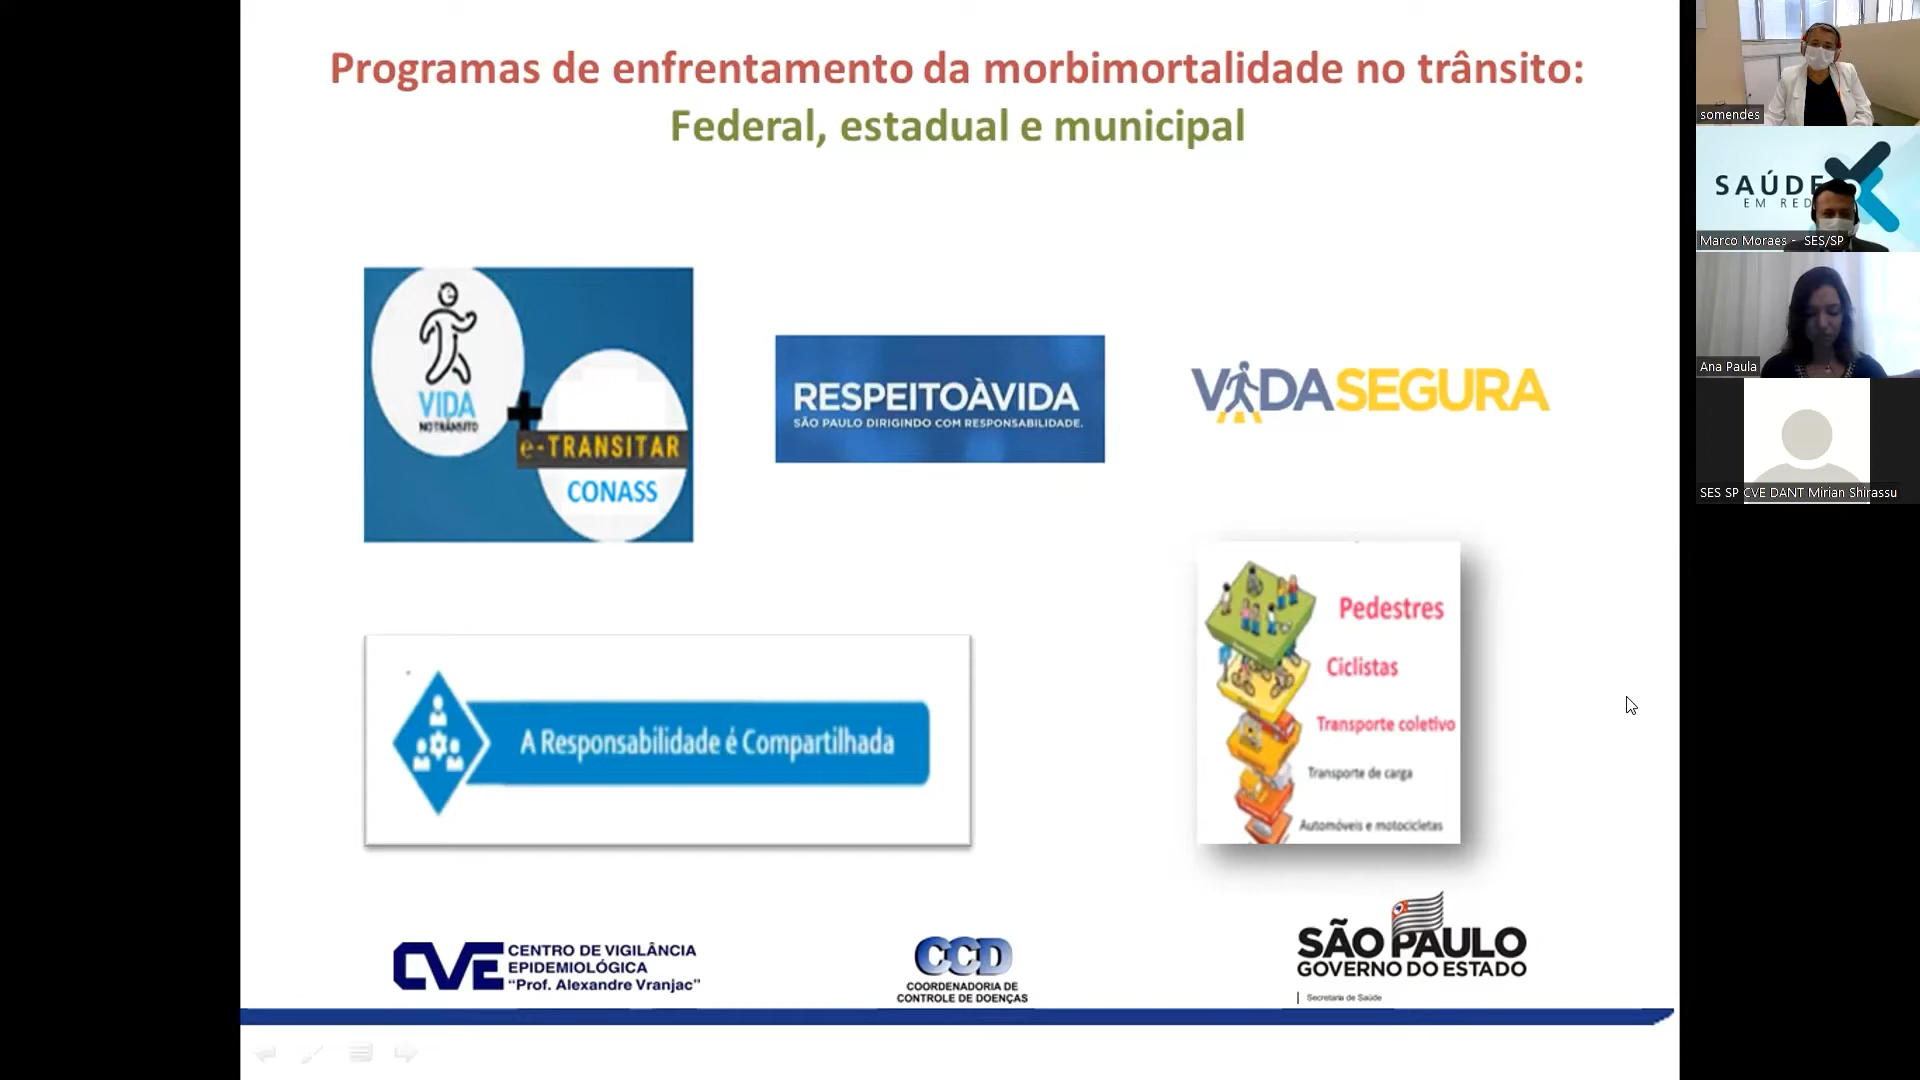 Programas de enfrentamento da morbimortalidade no trânsito:
Federal, estadual e municipal
VIDA
NO TRÂNSITO
+
e-TRANSITAR
CONASS
RESPEITOÀVIDA
SÃO PAULO DIRIGINDO COM RESPONSABILIDADE.
VIDASEGURA
A Responsabilidade é Compartilhada
Pedestres
Ciclistas
Transporte coletivo
Transporte de carga
Automóveis e motocicletas
CVE
CENTRO DE VIGILÂNCIA
EPIDEMIOLÓGICA
“Prof. Alexandre Vranjac”
CCD
COORDENADORIA DE
CONTROLE DE DOENÇAS
SÃO PAULO
GOVERNO DO ESTADO
Secretaria de Saúde
somendes
SAÚDE
EM RED
Marco Moraes - SES/SP
Ana Paula
SES SP CVE DANT Mirian Shirassu